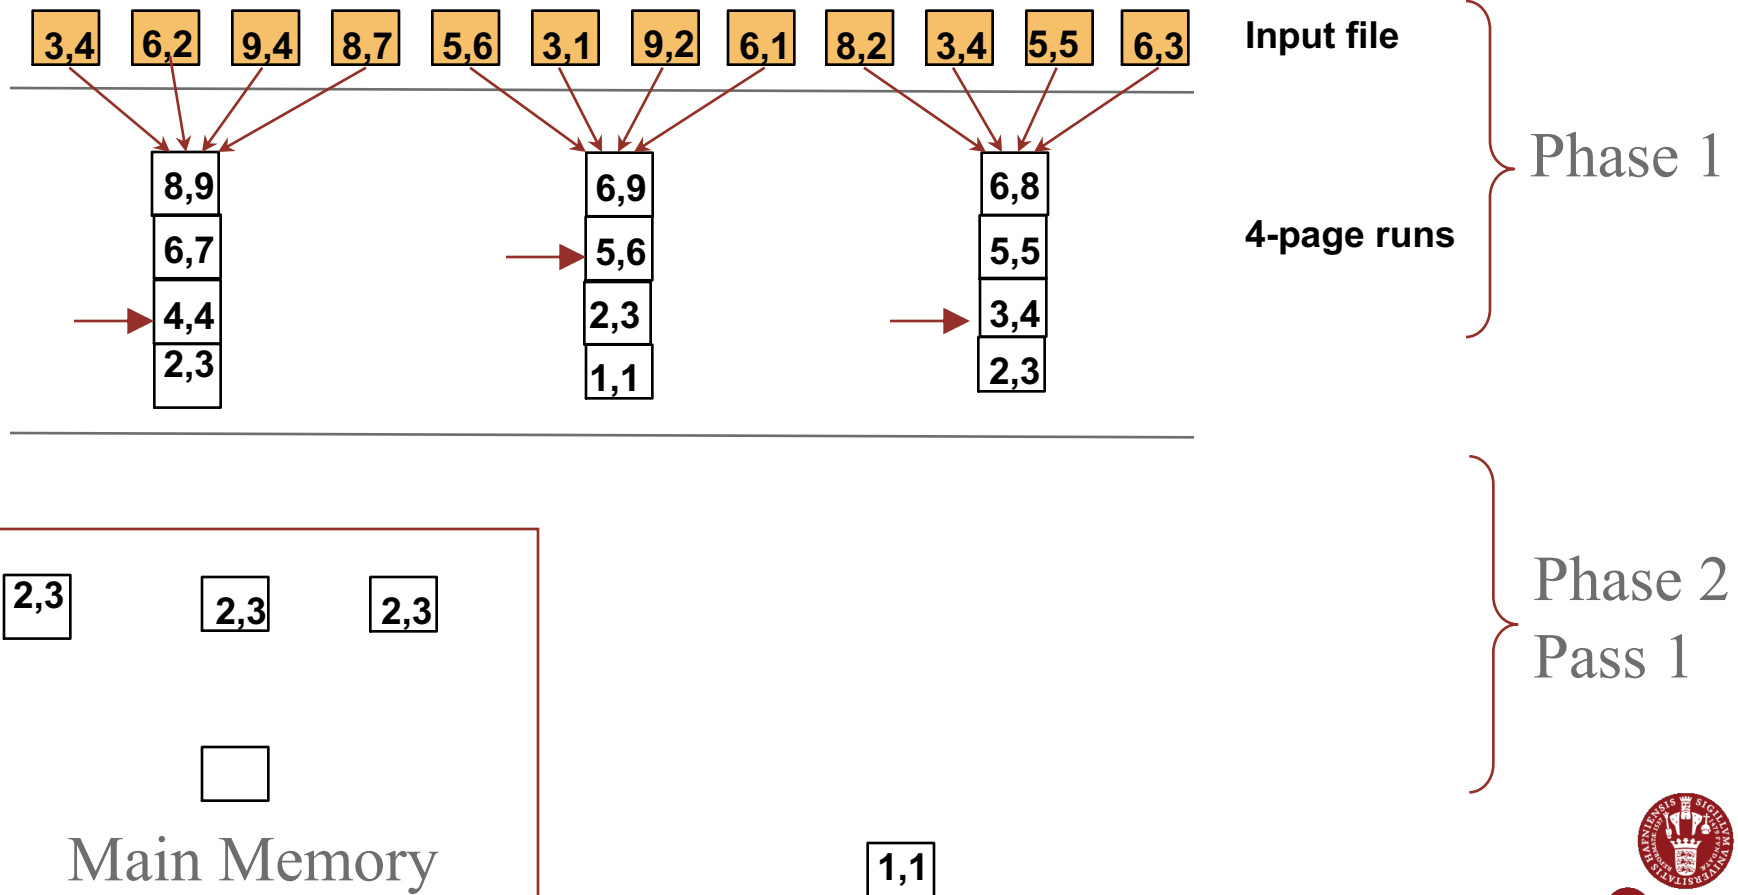 3,4 6,2 9,4 8,7 5,6 3,1 9,2 6,1 8,2 3,4 5,5 6,3 Input file
Phase 1
8,9 6,9 6,8
6,7 5,6 5,5 4-page runs
4,4 2,3 3,4
2,3 1,1 2,3
2,3 2,3 2,3
Phase 2
Pass 1
Main Memory
1,1